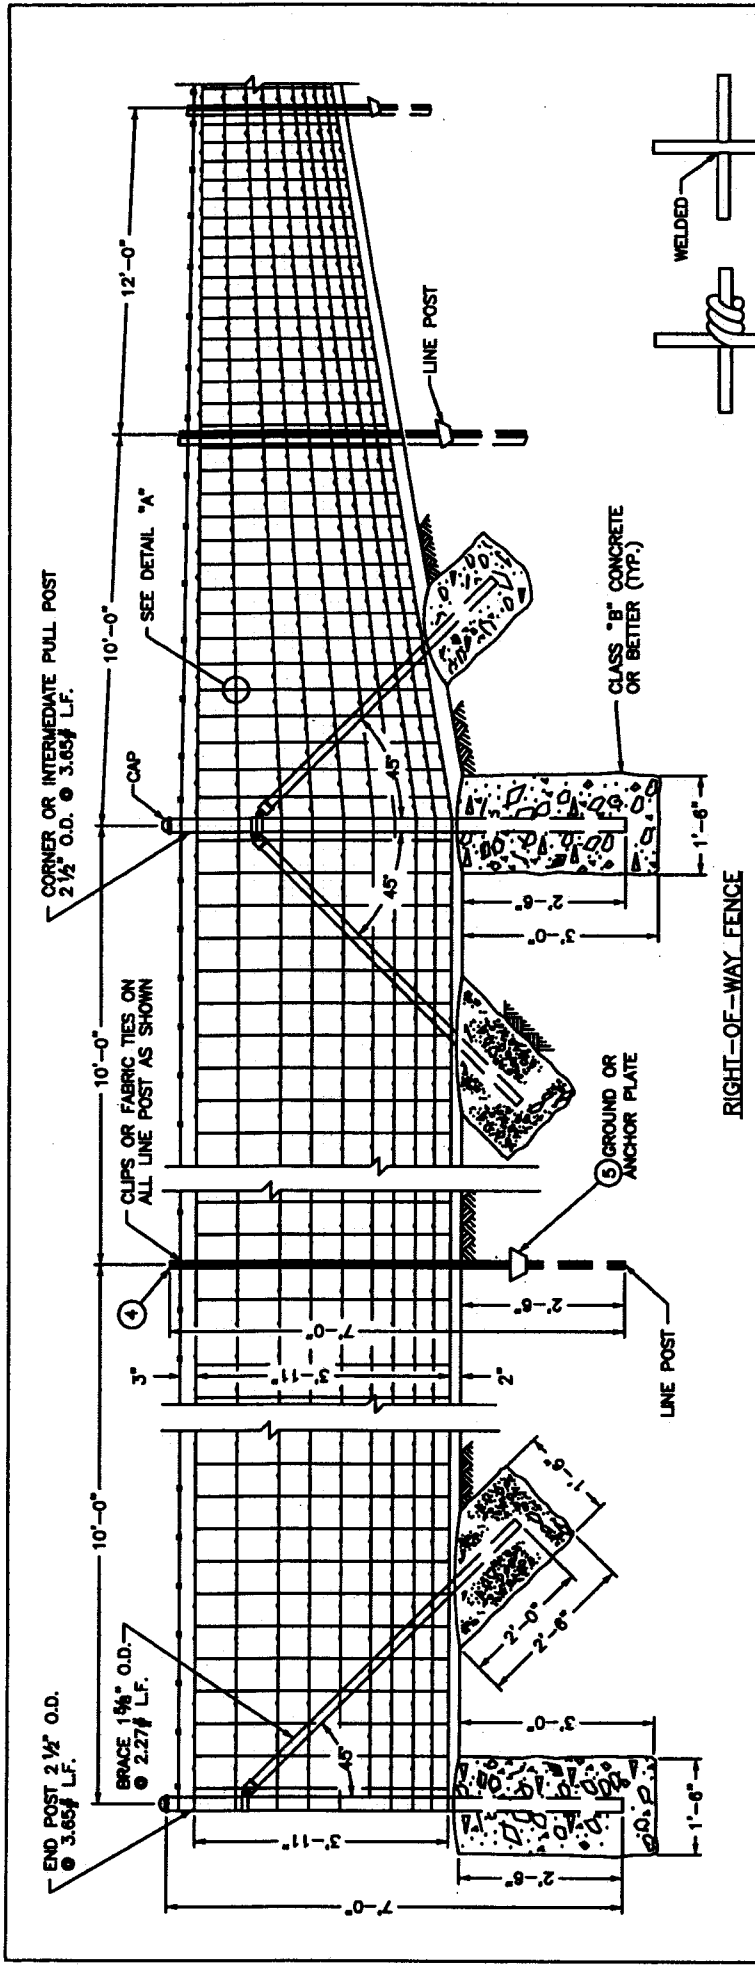 END POST 2 ½" O.D.
@ 3.65# L.F.
BRACE 1⅝" O.D.
@ 2.27# L.F.
10'-0"
45°
3'-11"
7'-0"
2'-6"
3'-0"
1'-6"
2'-0"
2'-6"
1'-6"
3"
3'-11"
2"
4
CLIPS OR FABRIC TIES ON
ALL LINE POST AS SHOWN
7'-0"
2'-6"
LINE POST
5 GROUND OR
ANCHOR PLATE
10'-0"
CORNER OR INTERMEDIATE PULL POST
2 ½" O.D. @ 3.65# L.F.
CAP
45°
45°
2'-6"
3'-0"
1'-6"
CLASS "B" CONCRETE
OR BETTER (TYP.)
10'-0"
SEE DETAIL "A"
12'-0"
LINE POST
RIGHT-OF-WAY FENCE
WELDED